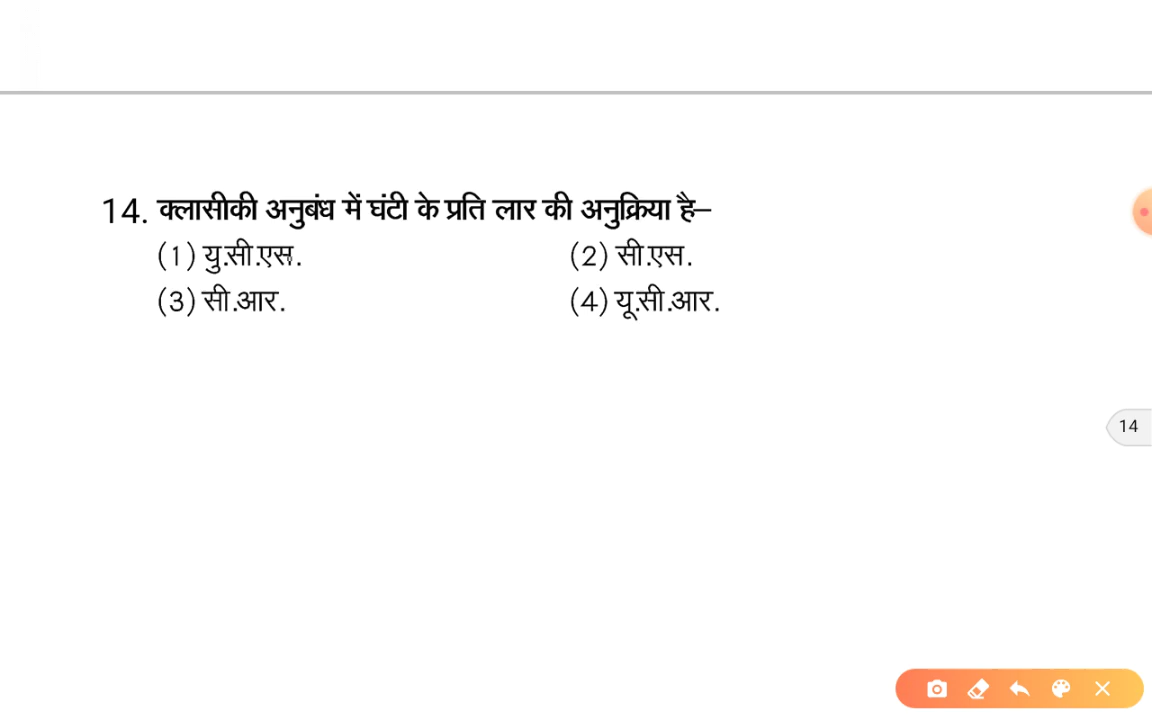 14. क्लासीकी अनुबंध में घंटी के प्रति लार की अनुक्रिया है–
(1) यु.सी.एस. (2) सी.एस.
(3) सी.आर. (4) यू.सी.आर.
14